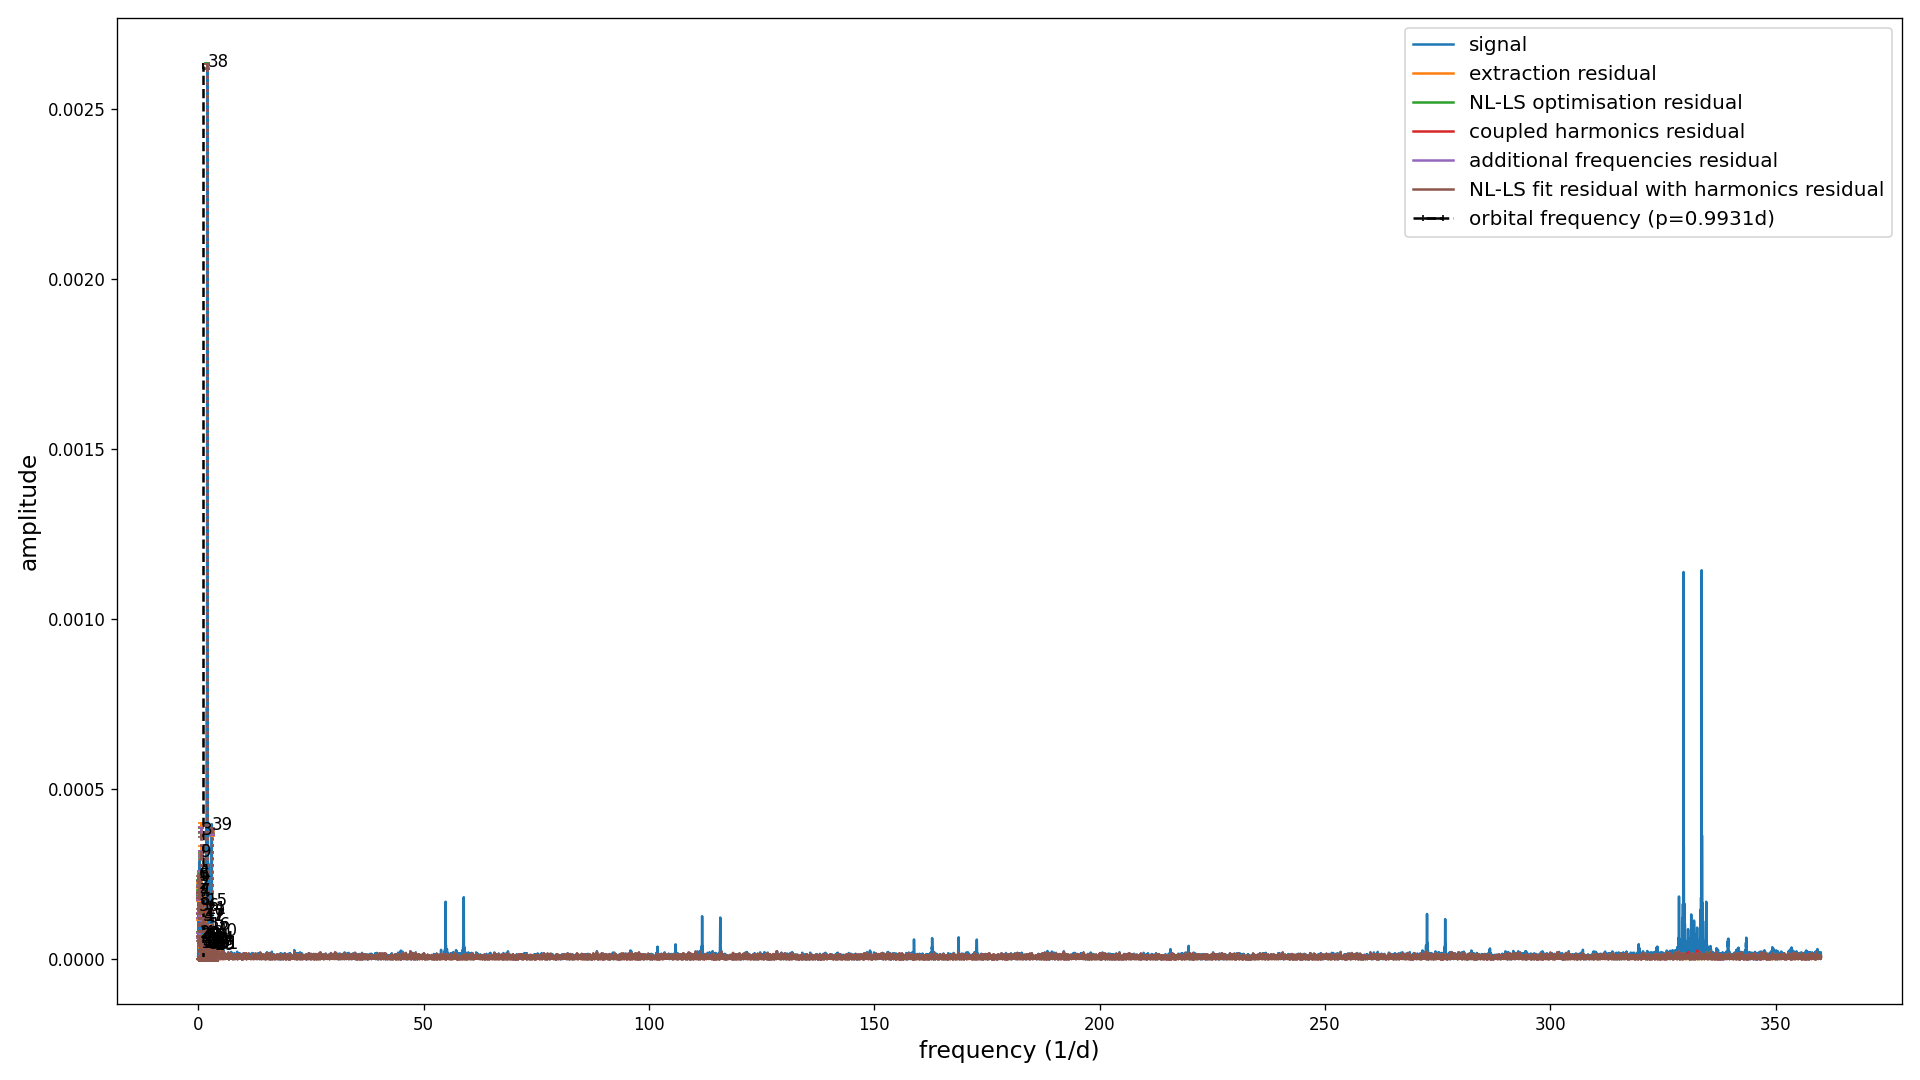 38
signal
extraction residual
NL-LS optimisation residual
coupled harmonics residual
additional frequencies residual
NL-LS fit residual with harmonics residual
orbital frequency (p=0.9931d)
0.0025
0.0020
0.0015
0.0010
0.0005
0.0000
amplitude
39
3
9
0
50
100
150
200
250
300
350
frequency (1/d)